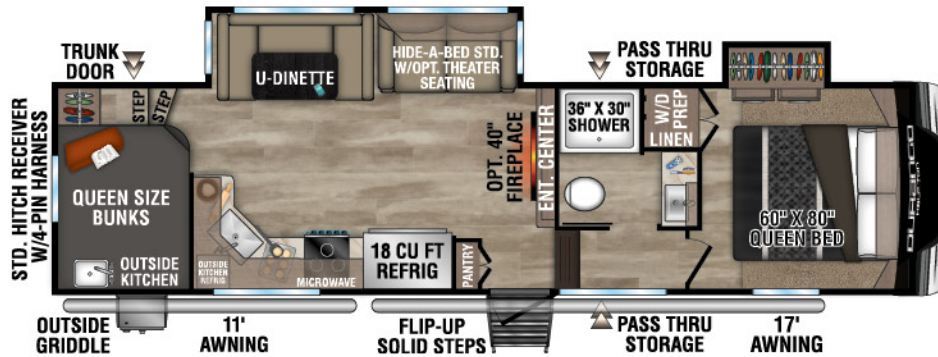 TRUNK
DOOR
STD. HITCH RECEIVER
W/4-PIN HARNESS
STEP
STEP
U-DINETTE
HIDE-A-BED STD.
W/OPT. THEATER
SEATING
PASS THRU
STORAGE
36" X 30"
SHOWER
W/D
PREP
LINEN
OPT. 40"
FIREPLACE
ENT. CENTER
QUEEN SIZE
BUNKS
60" X 80"
QUEEN BED
DURANGO
OUTSIDE
KITCHEN
OUTSIDE
KITCHEN
REFRIG
MICROWAVE
18 CU FT
REFRIG
PANTRY
OUTSIDE
GRIDDLE
11'
AWNING
FLIP-UP
SOLID STEPS
PASS THRU
STORAGE
17'
AWNING